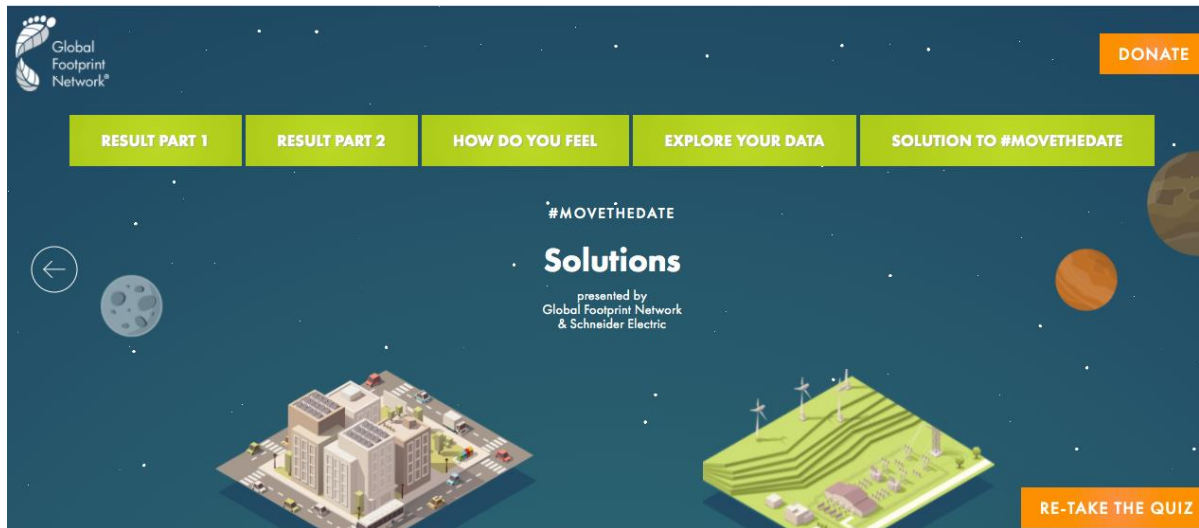 Global
Footprint
Network®
DONATE
RESULT PART 1
RESULT PART 2
HOW DO YOU FEEL
EXPLORE YOUR DATA
SOLUTION TO #MOVETHEDATE
#MOVETHEDATE
Solutions
presented by
Global Footprint Network
& Schneider Electric
RE-TAKE THE QUIZ